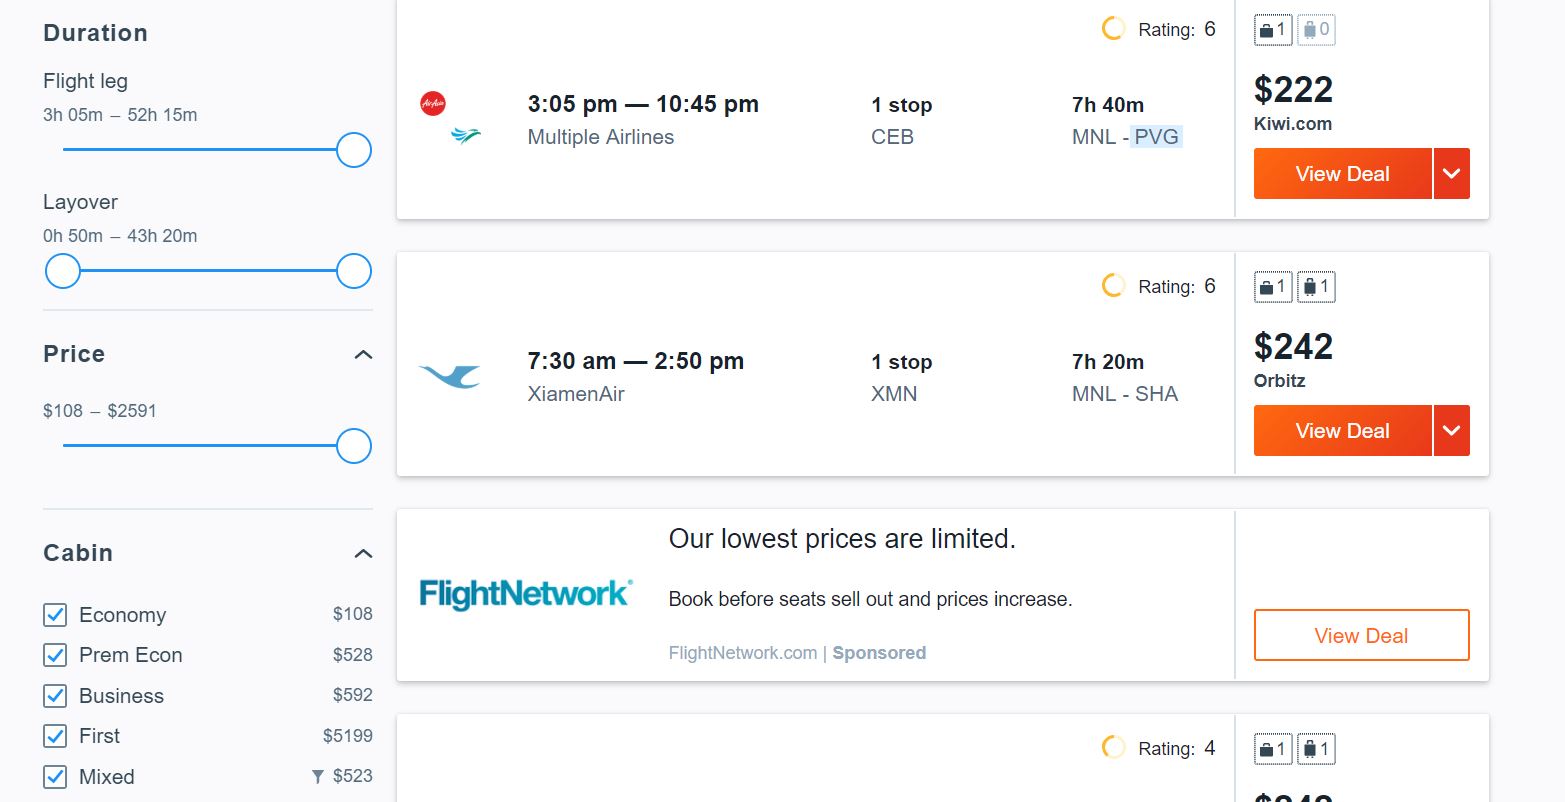 Duration
Flight leg
3h 05m – 52h 15m
Layover
0h 50m – 43h 20m
Price
$108 – $2591
Cabin
Economy $108
Prem Econ $528
Business $592
First $5199
Mixed $523
Rating: 6
AirAsia
3:05 pm — 10:45 pm
Multiple Airlines
1 stop
CEB
7h 40m
MNL - PVG
1 0
$222
Kiwi.com
View Deal
Rating: 6
7:30 am — 2:50 pm
XiamenAir
1 stop
XMN
7h 20m
MNL - SHA
1 1
$242
Orbitz
View Deal
FlightNetwork
Our lowest prices are limited.
Book before seats sell out and prices increase.
FlightNetwork.com | Sponsored
View Deal
Rating: 4
1 1